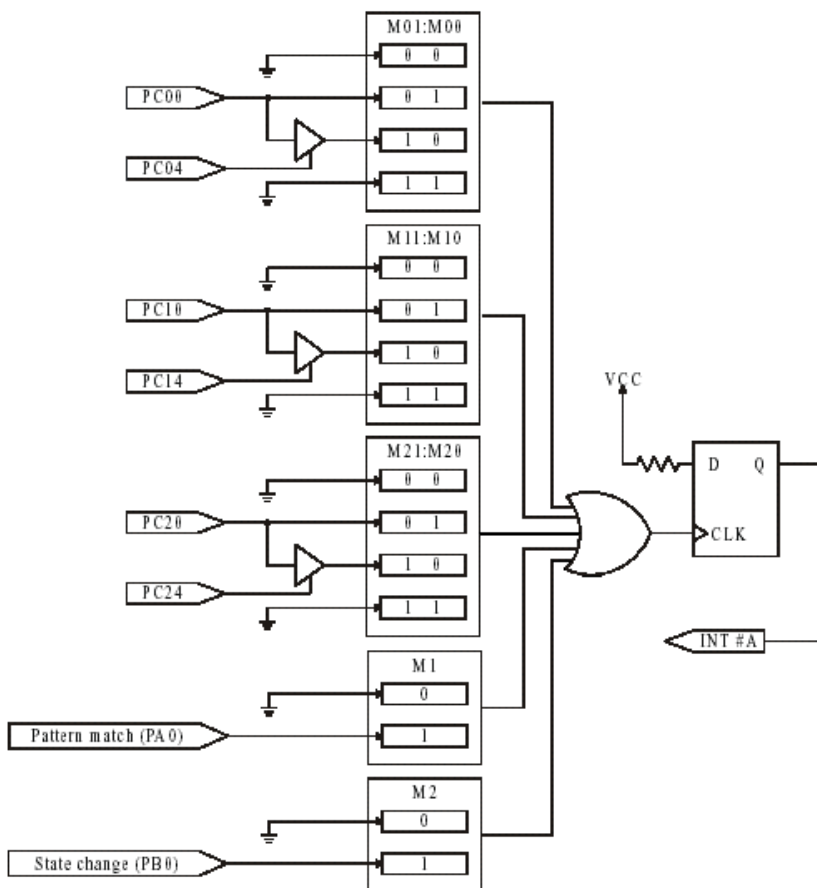 M01:M00
0 0
PC00
0 1
1 0
PC04
1 1
M11:M10
0 0
PC10
0 1
1 0
PC14
1 1
M21:M20
0 0
PC20
0 1
1 0
PC24
1 1
M1
0
Pattern match (PA0)
1
M2
0
State change (PB0)
1
VCC
D Q
CLK
INT #A